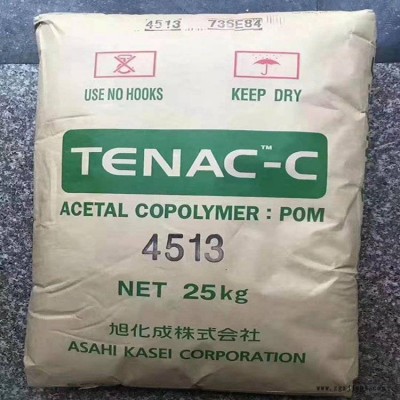 4513 73SE84
USE NO HOOKS KEEP DRY
TENAC™-C
ACETAL COPOLYMER : POM
4513
NET 25kg
旭化成株式会社
ASAHI KASEI CORPORATION